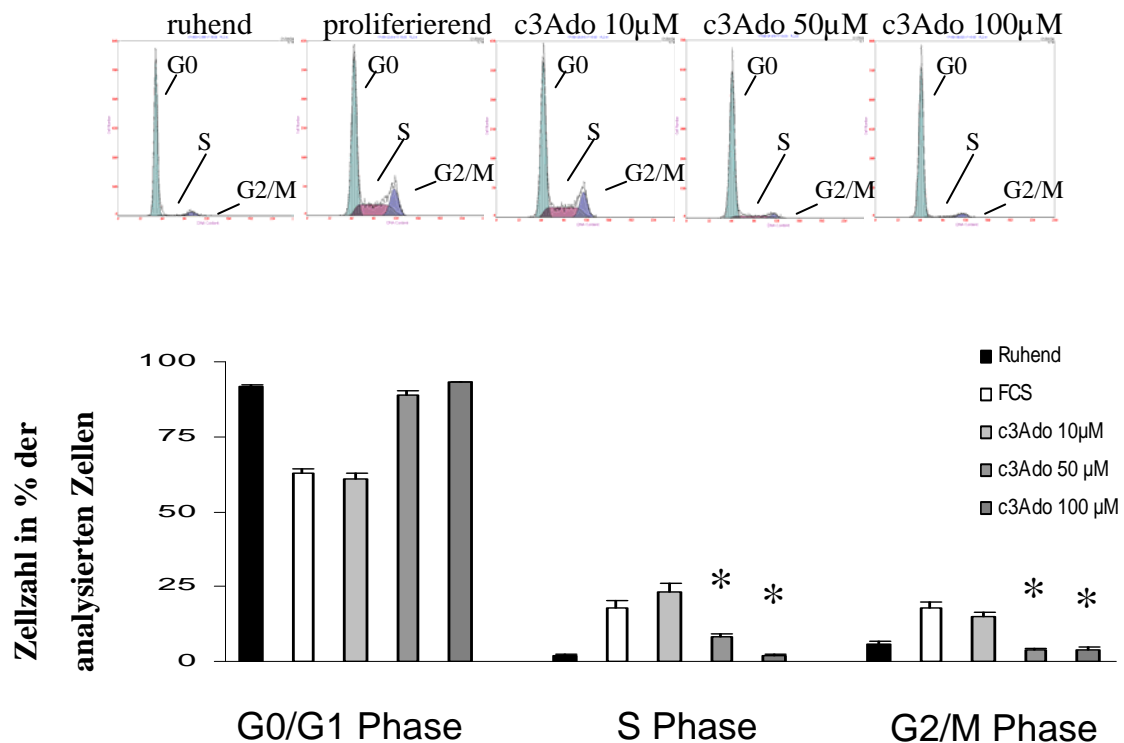 ruhend proliferierend c3Ado 10µM c3Ado 50µM c3Ado 100µM
G0 G0 G0 G0 G0
S S S S S
G2/M G2/M G2/M G2/M G2/M
Zellzahl in % der
analysierten Zellen
100
75
50
25
0
Ruhend
FCS
c3Ado 10µM
c3Ado 50 µM
c3Ado 100 µM
* * * *
G0/G1 Phase S Phase G2/M Phase